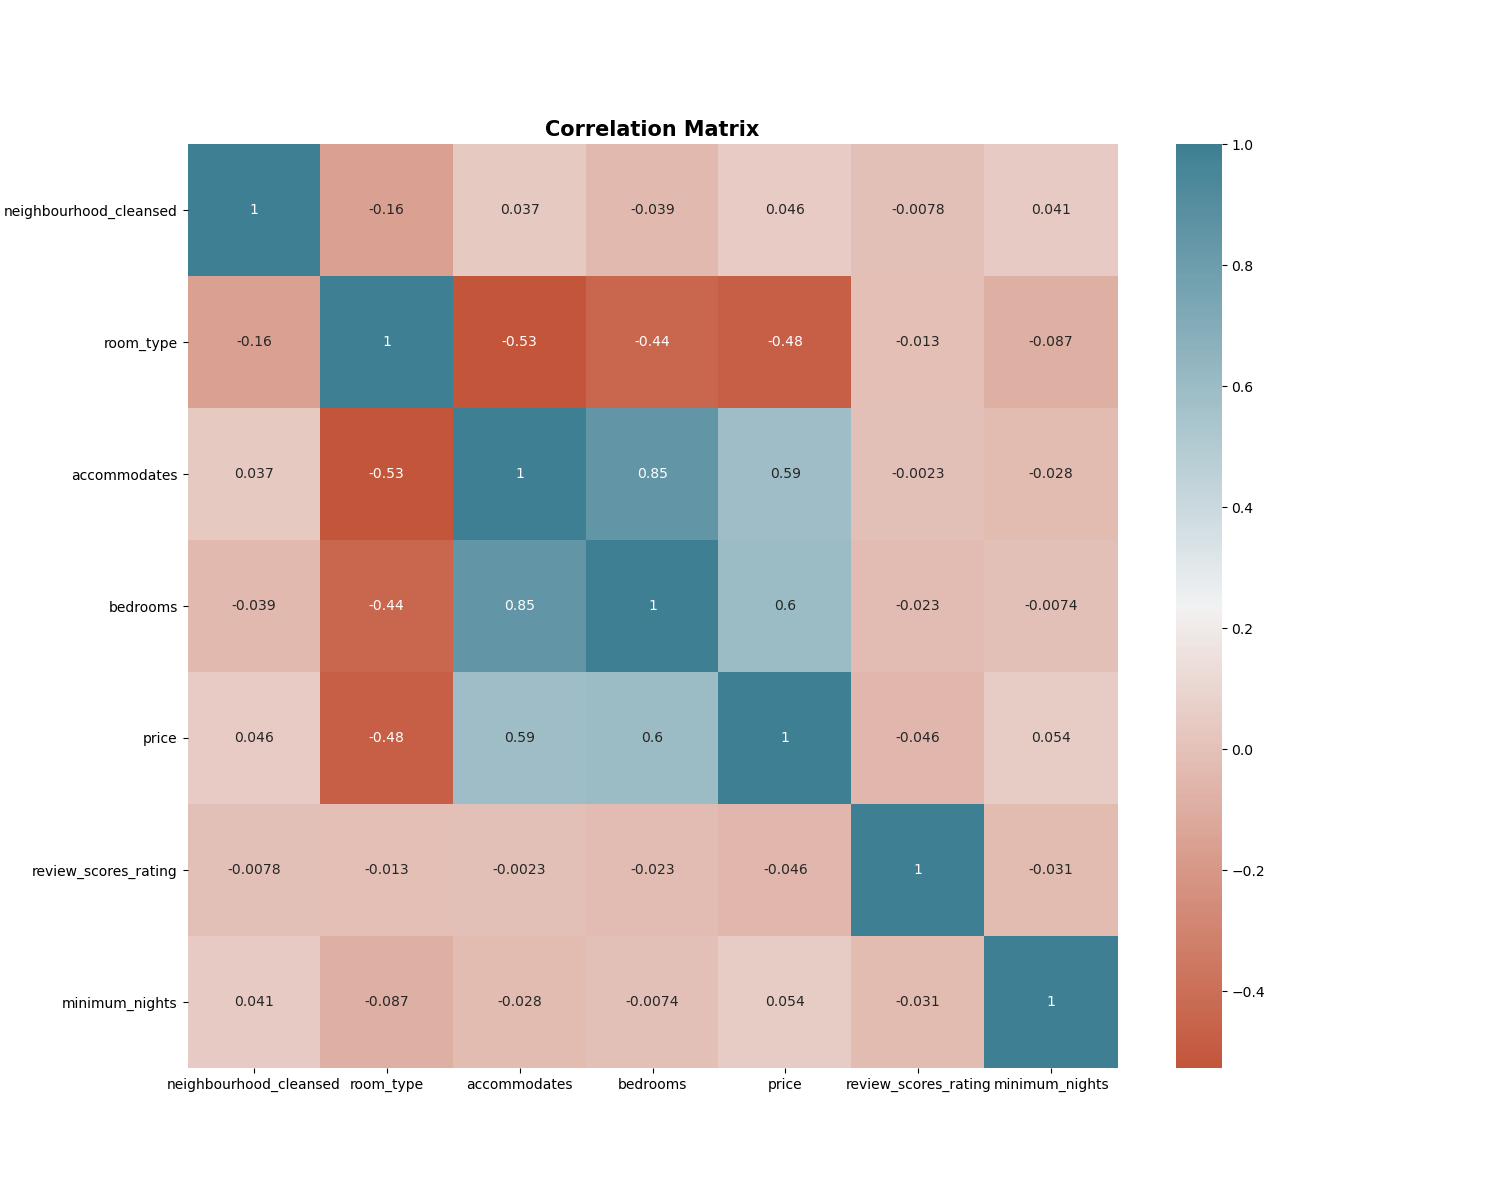 Correlation Matrix
neighbourhood_cleansed 1 -0.16 0.037 -0.039 0.046 -0.0078 0.041
room_type -0.16 1 -0.53 -0.44 -0.48 -0.013 -0.087
accommodates 0.037 -0.53 1 0.85 0.59 -0.0023 -0.028
bedrooms -0.039 -0.44 0.85 1 0.6 -0.023 -0.0074
price 0.046 -0.48 0.59 0.6 1 -0.046 0.054
review_scores_rating -0.0078 -0.013 -0.0023 -0.023 -0.046 1 -0.031
minimum_nights 0.041 -0.087 -0.028 -0.0074 0.054 -0.031 1
neighbourhood_cleansed room_type accommodates bedrooms price review_scores_rating minimum_nights
1.0
0.8
0.6
0.4
0.2
0.0
−0.2
−0.4